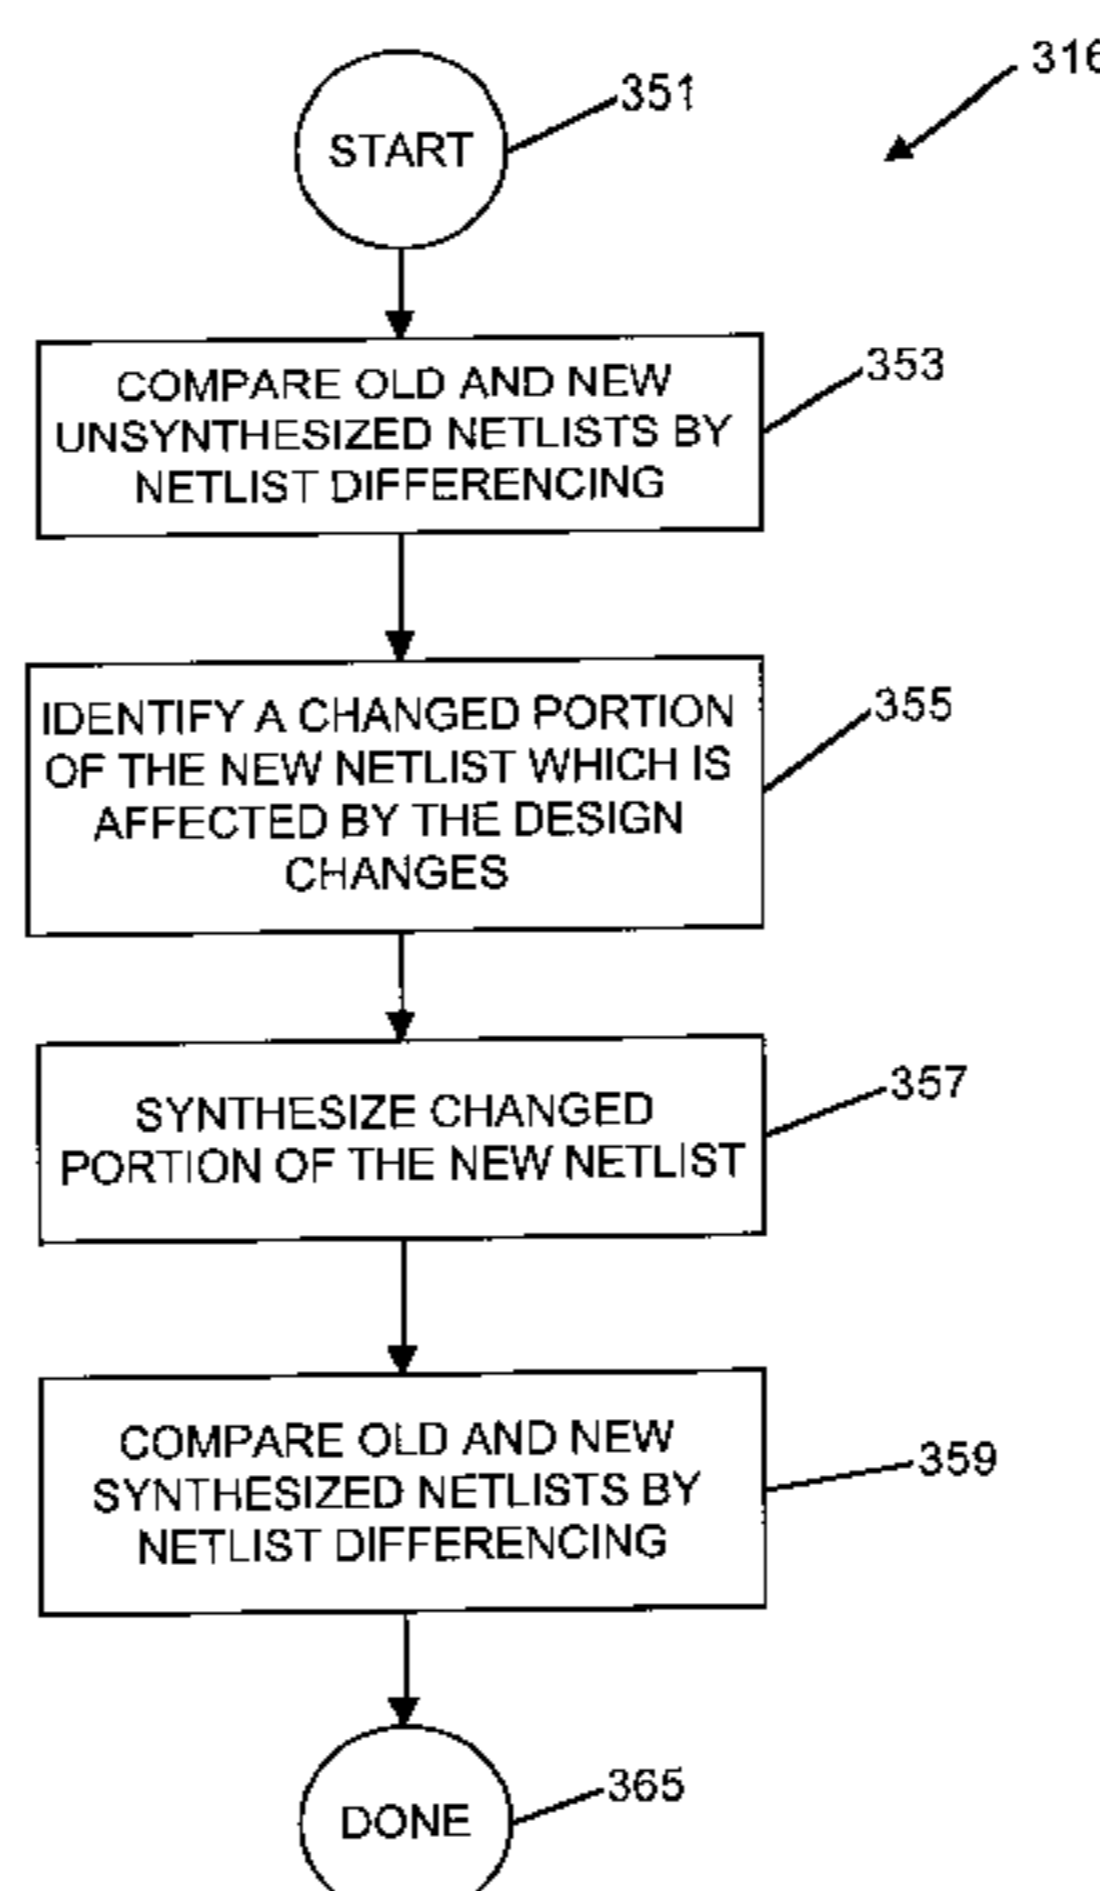 316
351
START
353
COMPARE OLD AND NEW
UNSYNTHESIZED NETLISTS BY
NETLIST DIFFERENCING
355
IDENTIFY A CHANGED PORTION
OF THE NEW NETLIST WHICH IS
AFFECTED BY THE DESIGN
CHANGES
357
SYNTHESIZE CHANGED
PORTION OF THE NEW NETLIST
359
COMPARE OLD AND NEW
SYNTHESIZED NETLISTS BY
NETLIST DIFFERENCING
365
DONE